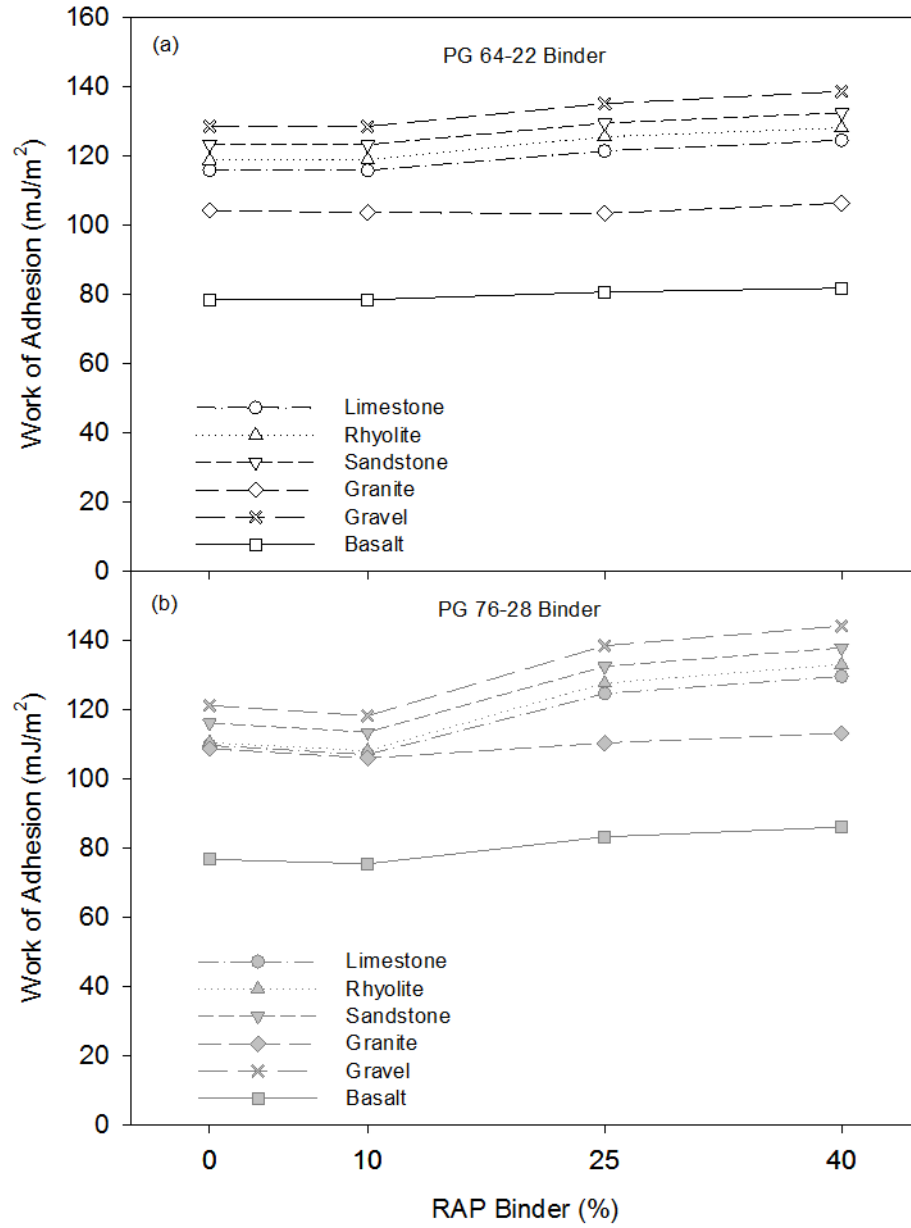 160
(a)
PG 64-22 Binder
140
120
100
80
60
40
20
0
Work of Adhesion (mJ/m²)
Limestone
Rhyolite
Sandstone
Granite
Gravel
Basalt
(b)
PG 76-28 Binder
140
120
100
80
60
40
20
0
Work of Adhesion (mJ/m²)
Limestone
Rhyolite
Sandstone
Granite
Gravel
Basalt
0 10 25 40
RAP Binder (%)